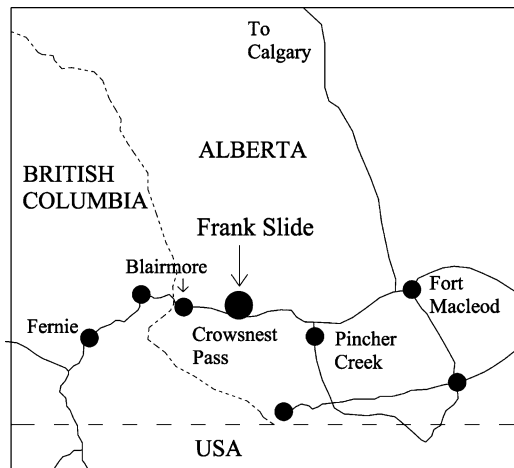 To
Calgary
ALBERTA
BRITISH
COLUMBIA
Frank Slide
Blairmore
Fort
Macleod
Fernie
Crowsnest
Pass
Pincher
Creek
USA